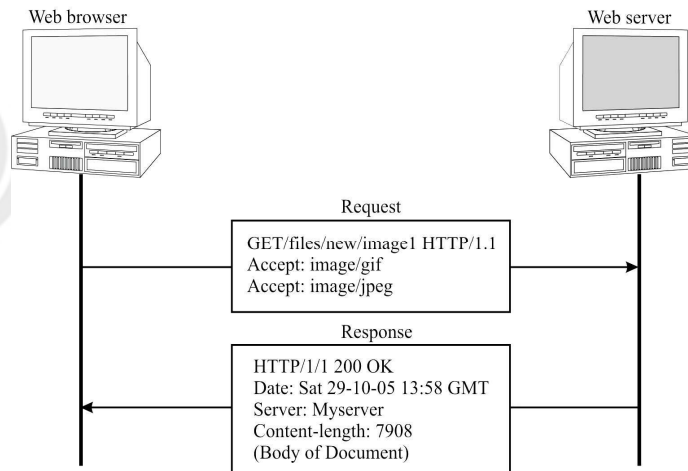 Web browser
Web server
Request
GET/files/new/image1 HTTP/1.1
Accept: image/gif
Accept: image/jpeg
Response
HTTP/1/1 200 OK
Date: Sat 29-10-05 13:58 GMT
Server: Myserver
Content-length: 7908
(Body of Document)